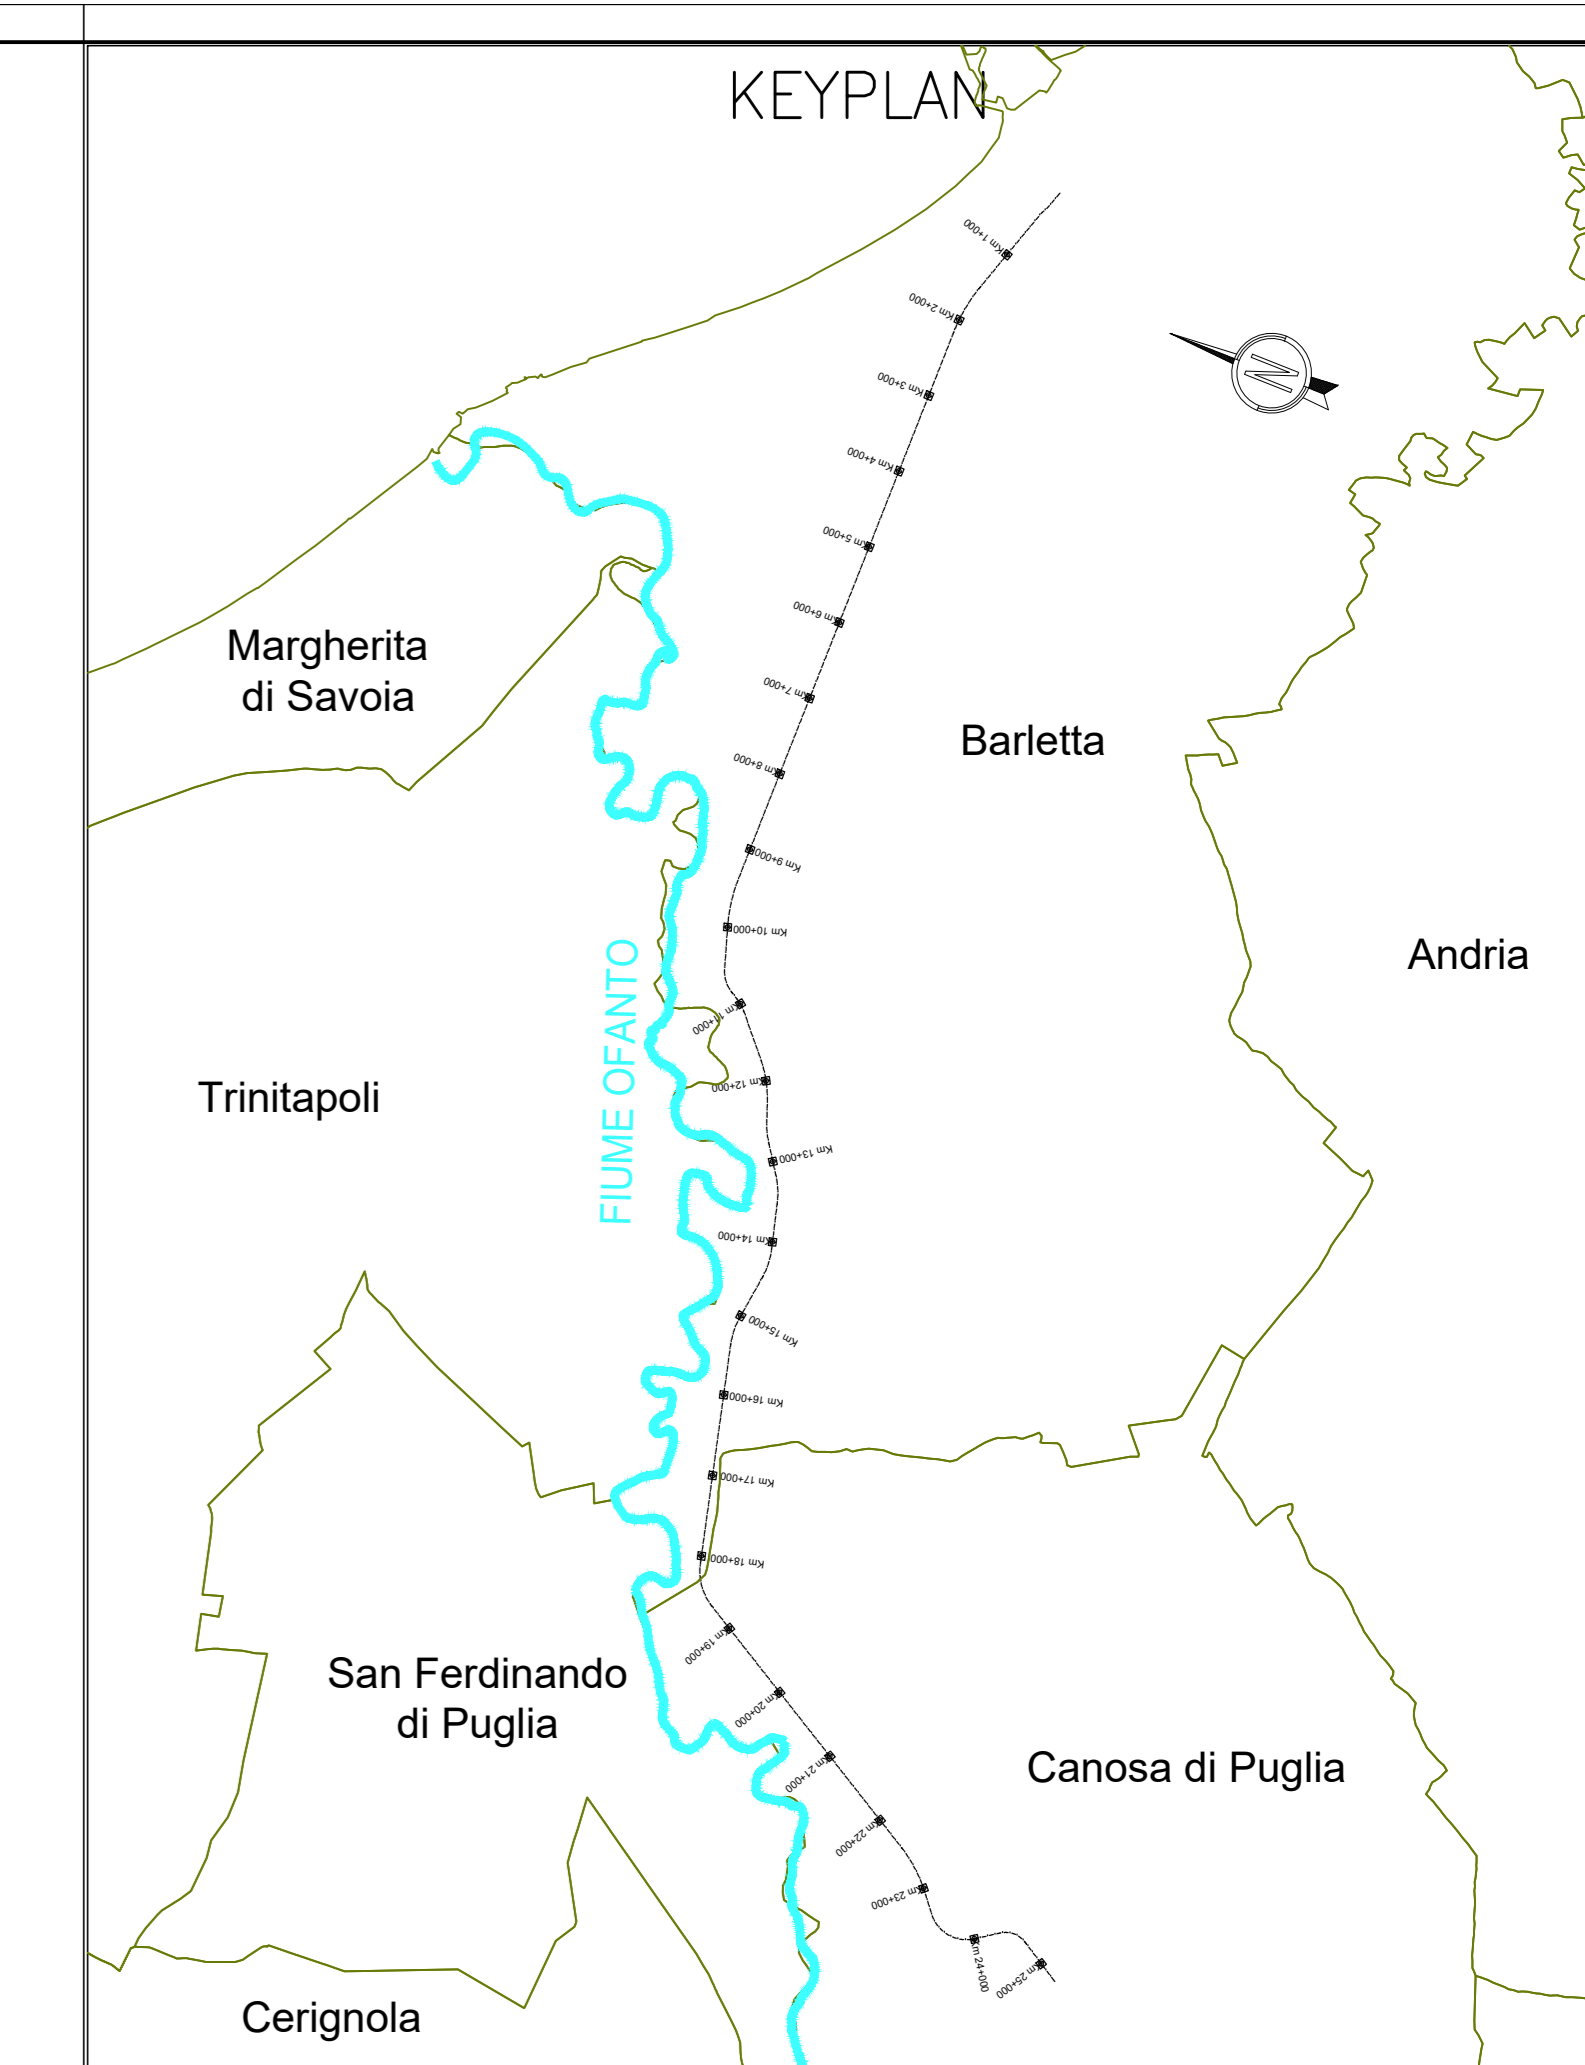 KEYPLAN
Km 1+000
Km 2+000
N
Km 3+000
Km 4+000
Km 5+000
Km 6+000
Margherita
di Savoia
Km 7+000
Barletta
Km 8+000
Km 9+000
Km 10+000
Andria
FIUME OFANTO
Km 11+000
Km 12+000
Trinitapoli
Km 13+000
Km 14+000
Km 15+000
Km 16+000
Km 17+000
Km 18+000
Km 19+000
San Ferdinando
di Puglia
Km 20+000
Km 21+000
Canosa di Puglia
Km 22+000
Km 23+000
Km 24+000
Km 25+000
Cerignola